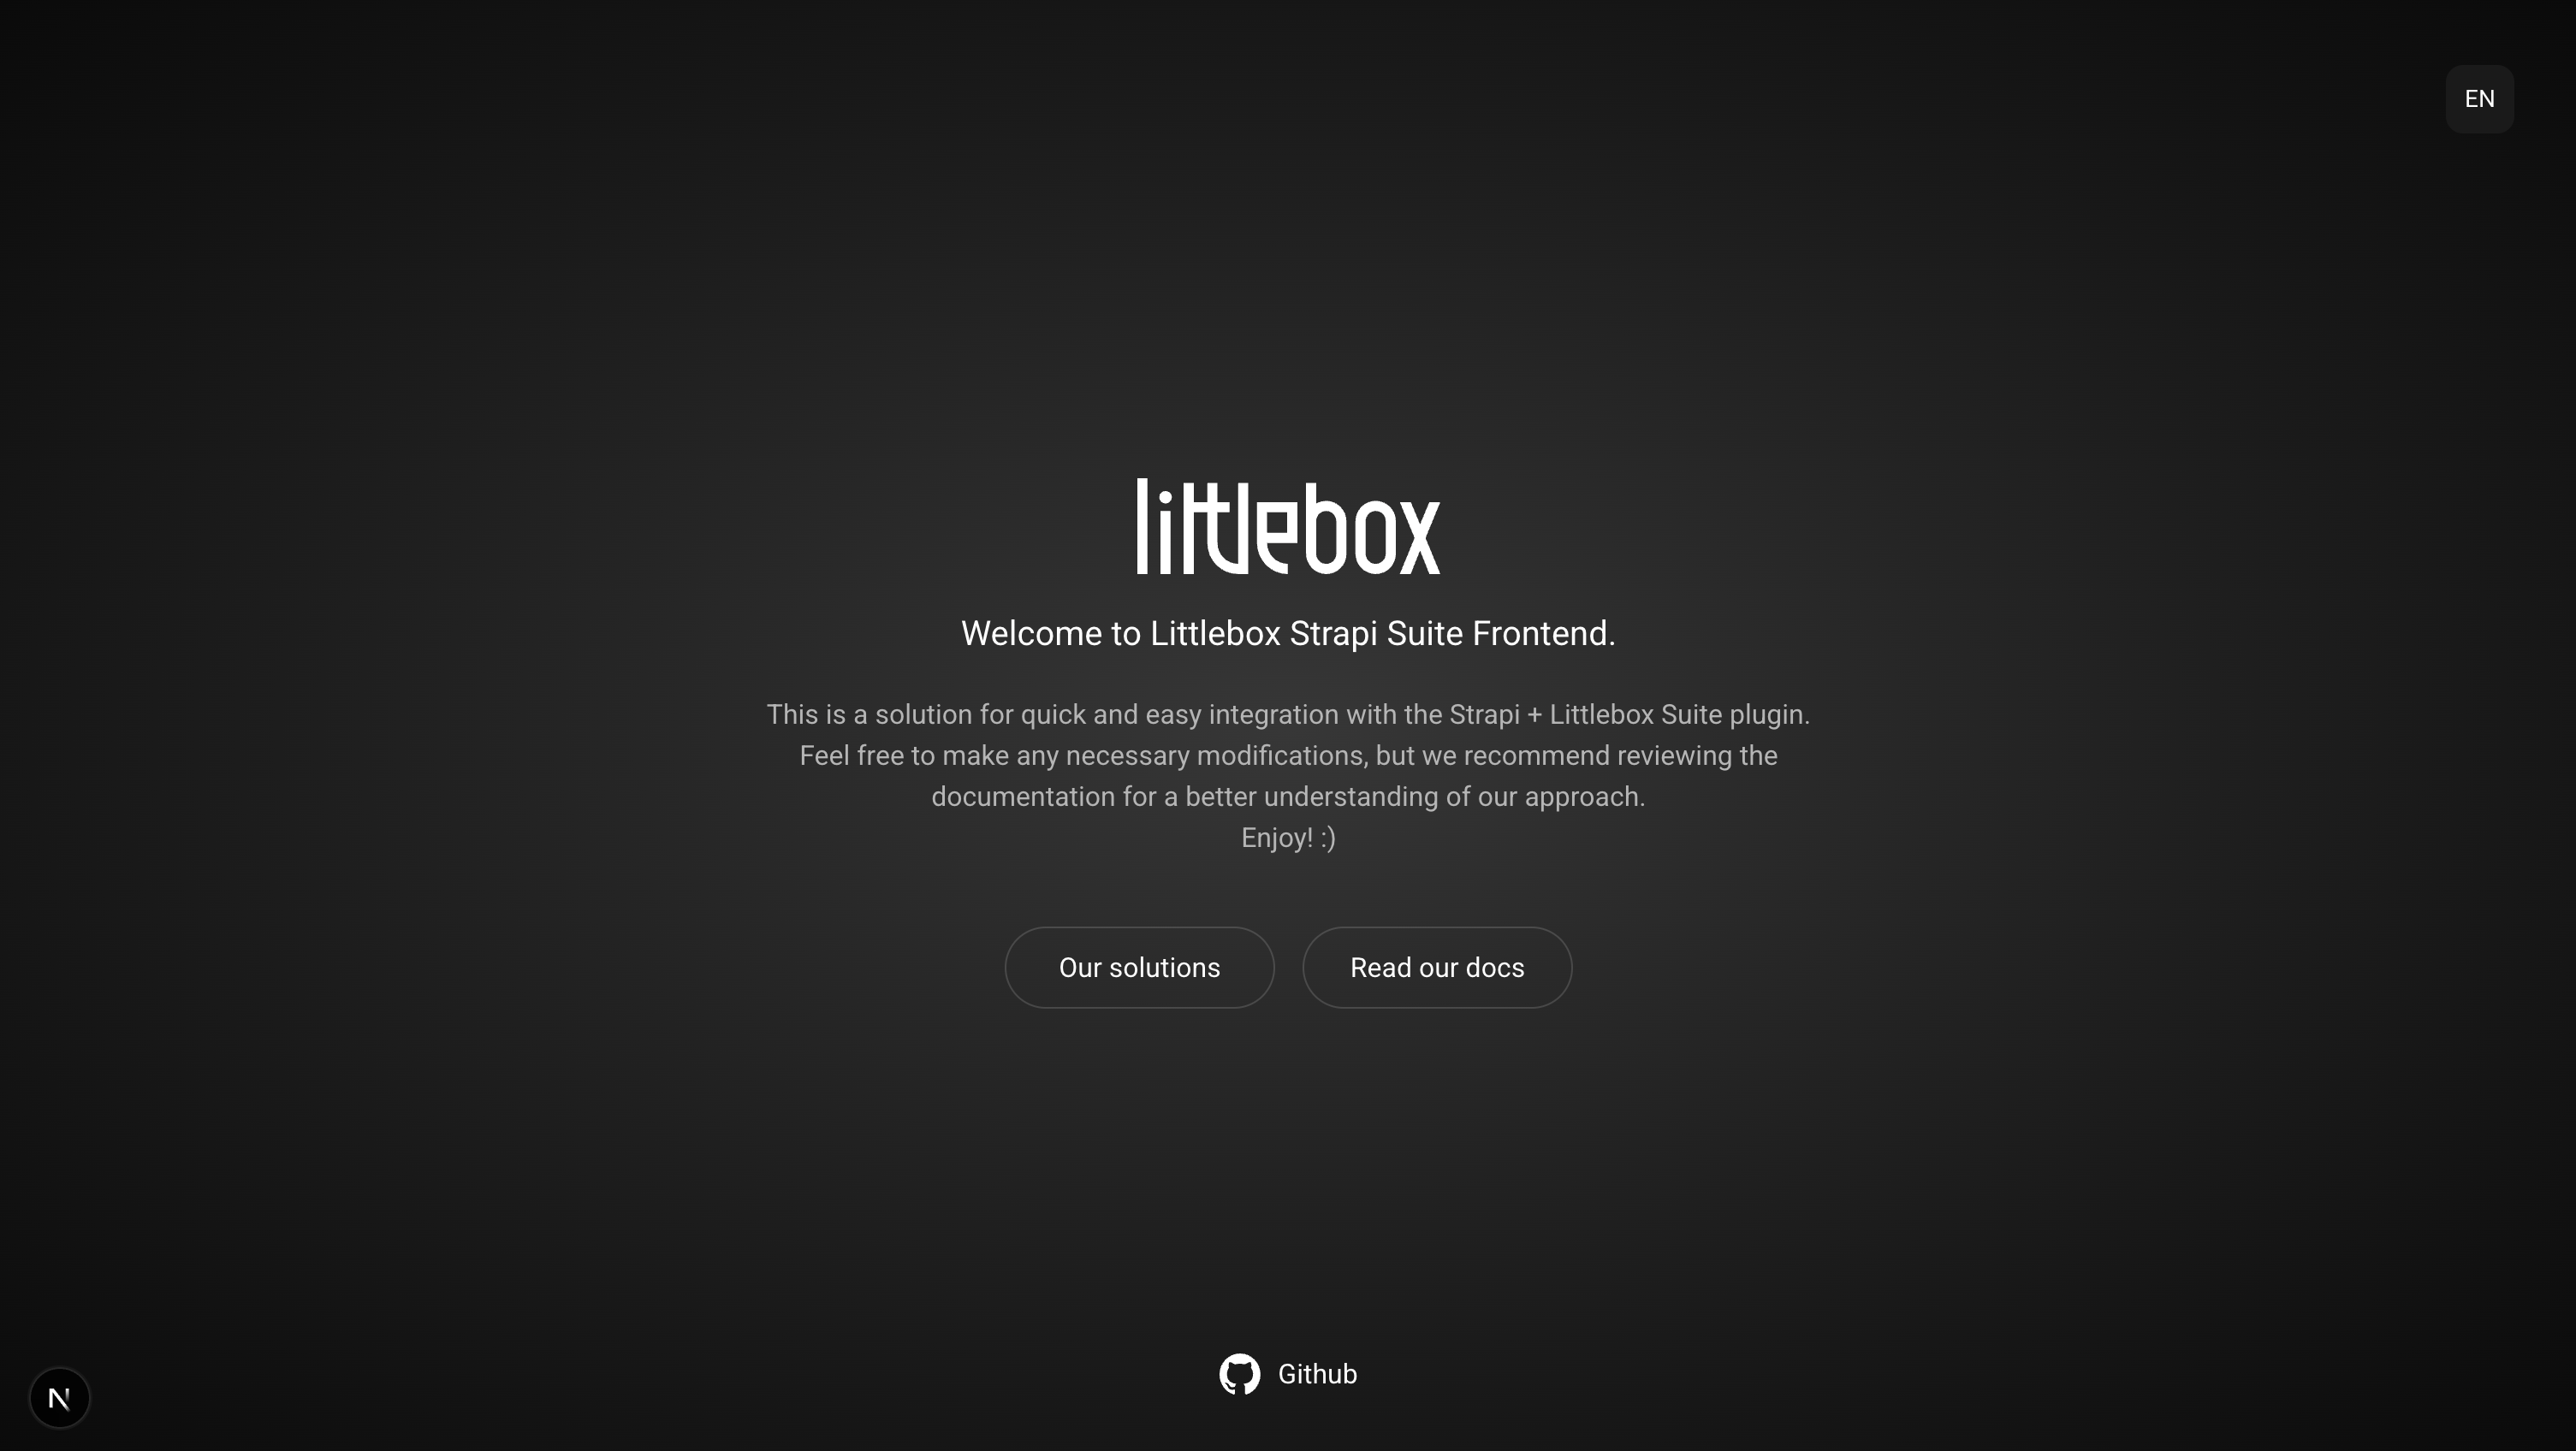 EN
littlebox
Welcome to Littlebox Strapi Suite Frontend.
This is a solution for quick and easy integration with the Strapi + Littlebox Suite plugin.
Feel free to make any necessary modifications, but we recommend reviewing the
documentation for a better understanding of our approach.
Enjoy! :)
Our solutions
Read our docs
Github
N